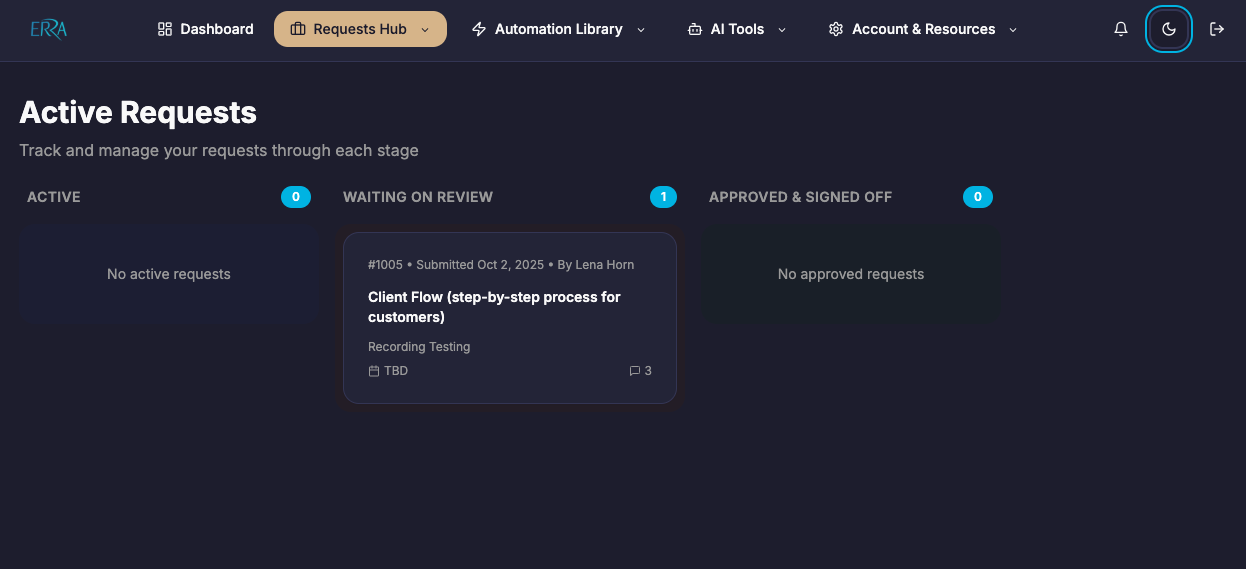 ERRA
Dashboard
Requests Hub
Automation Library
AI Tools
Account & Resources
Active Requests
Track and manage your requests through each stage
ACTIVE 0
No active requests
WAITING ON REVIEW 1
#1005 • Submitted Oct 2, 2025 • By Lena Horn
Client Flow (step-by-step process for
customers)
Recording Testing
TBD 3
APPROVED & SIGNED OFF 0
No approved requests